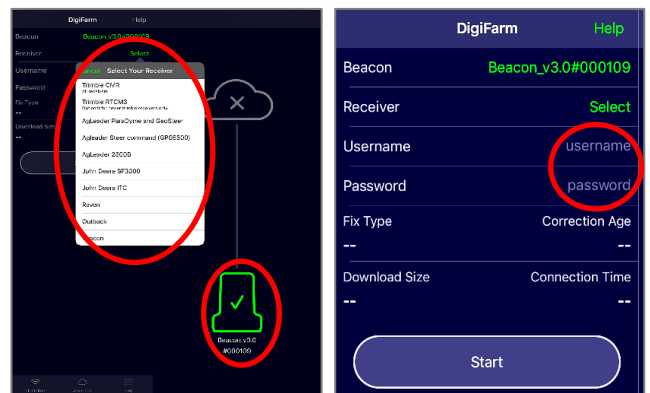 DigiFarm Help
Beacon Beacon_v3.0#000109
Receiver Select
Username
Password
Fix Type
--
Download Size
--
Cancel Select Your Receiver
Trimble CMR
Trimble RTCM3
AgLeader ParaDyme and GeoSteer
Agleader Steer command (GPS6500)
AgLeader 2500B
John Deere SF3000
John Deere ITC
Raven
Outback
Beacon_v3.0
#000109
DigiFarm Help
Beacon Beacon_v3.0#000109
Receiver Select
Username username
Password password
Fix Type Correction Age
-- --
Download Size Connection Time
-- --
Start